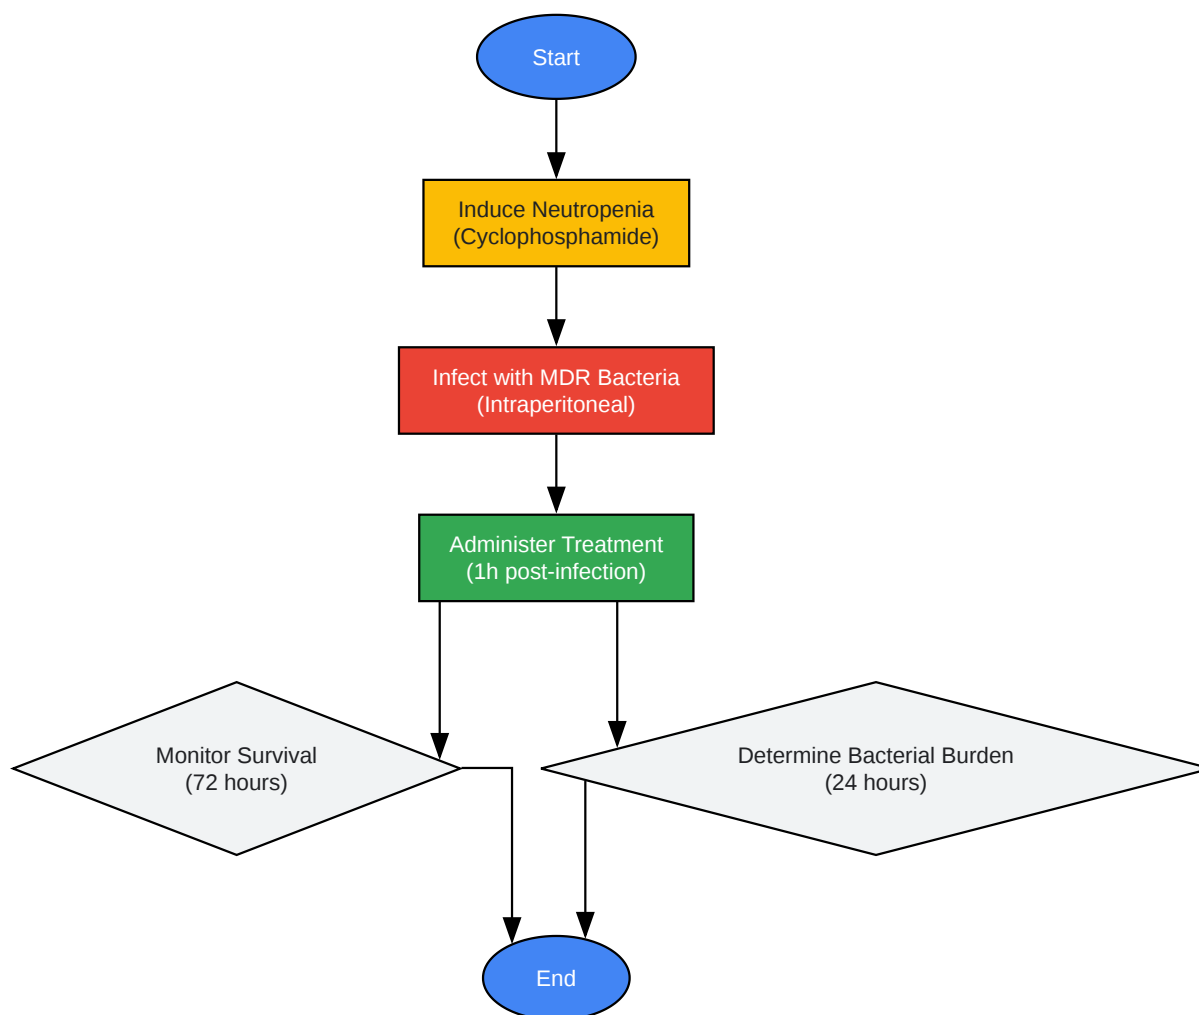 Start
Induce Neutropenia
(Cyclophosphamide)
Infect with MDR Bacteria
(Intraperitoneal)
Administer Treatment
(1h post-infection)
Monitor Survival
(72 hours)
Determine Bacterial Burden
(24 hours)
End